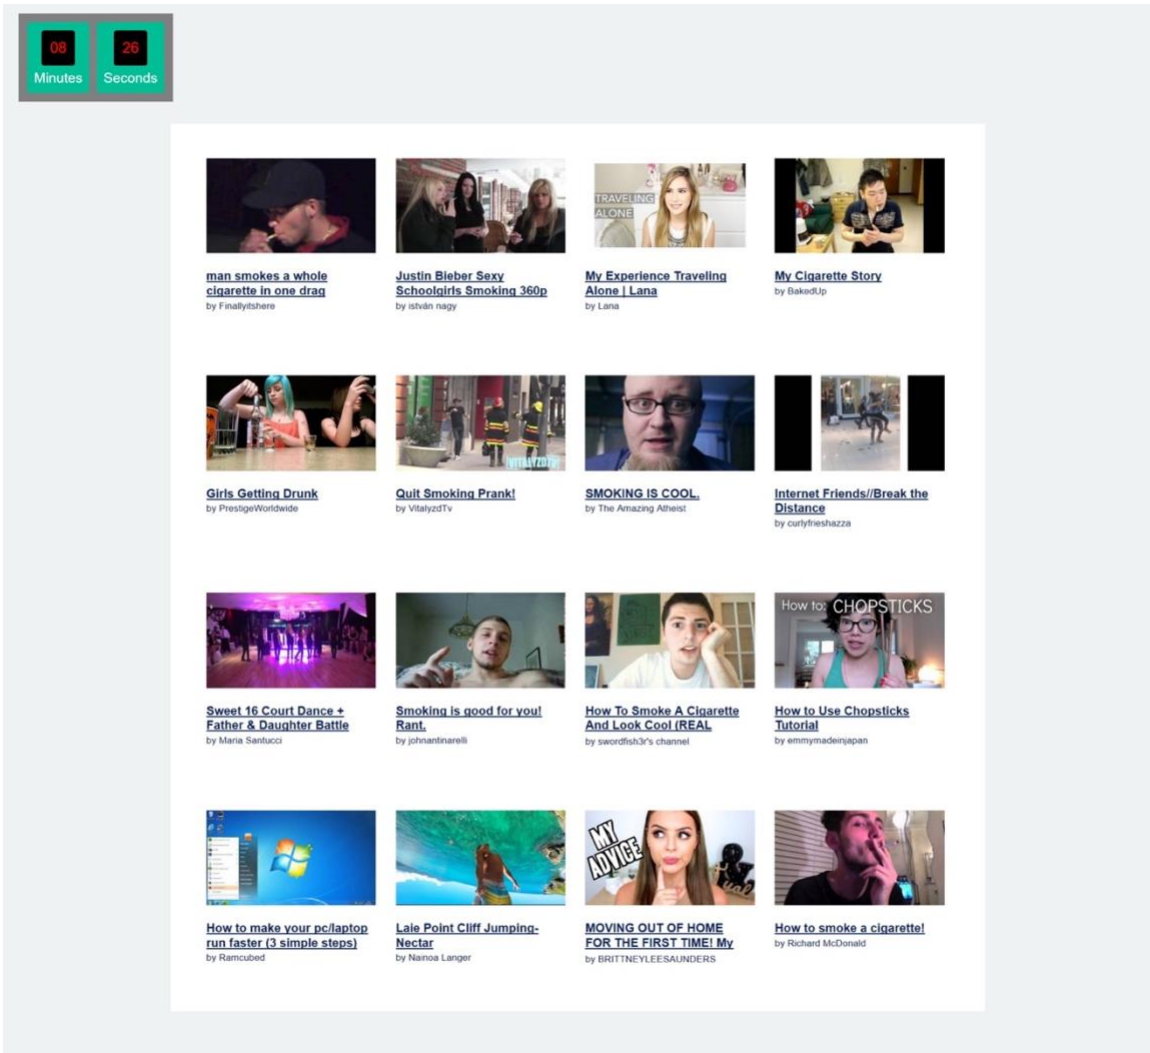 08
26
Minutes
Seconds
TRAVELING
ALONE
man smokes a whole
cigarette in one drag
by Finallyitshere
Justin Bieber Sexy
Schoolgirls Smoking 360p
by istván nagy
My Experience Traveling
Alone | Lana
by Lana
My Cigarette Story
by BakedUp
VITALYZDTV
Girls Getting Drunk
by PrestigeWorldwide
Quit Smoking Prank!
by VitalyzdTv
SMOKING IS COOL.
by The Amazing Atheist
Internet Friends//Break the
Distance
by curlyfrieshazza
How to: CHOPSTICKS
Sweet 16 Court Dance +
Father & Daughter Battle
by Maria Santucci
Smoking is good for you!
Rant.
by johnantinarelli
How To Smoke A Cigarette
And Look Cool (REAL
by swordfish3r's channel
How to Use Chopsticks
Tutorial
by emmymadeinjapan
MY
ADVICE
How to make your pc/laptop
run faster (3 simple steps)
by Ramcubed
Laie Point Cliff Jumping-
Nectar
by Nainoa Langer
MOVING OUT OF HOME
FOR THE FIRST TIME! My
by BRITTNEYLEESAUNDERS
How to smoke a cigarette!
by Richard McDonald